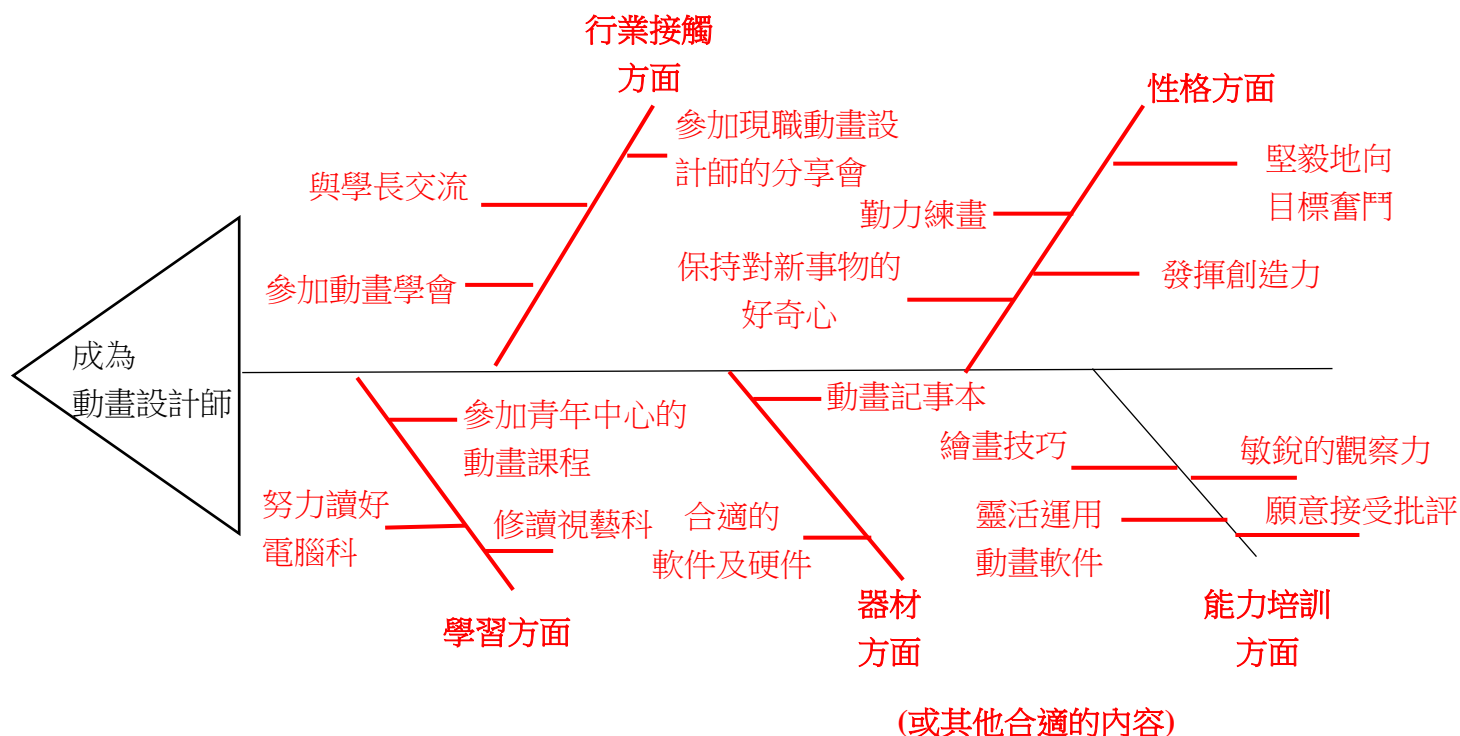 行業接觸
方面
性格方面
參加現職動畫設
計師的分享會
與學長交流
參加動畫學會
堅毅地向
目標奮鬥
勤力練畫
保持對新事物的
好奇心
發揮創造力
成為
動畫設計師
參加青年中心的
動畫課程
努力讀好
電腦科
修讀視藝科
學習方面
動畫記事本
合適的
軟件及硬件
器材
方面
繪畫技巧
敏銳的觀察力
靈活運用
動畫軟件
願意接受批評
能力培訓
方面
(或其他合適的內容)